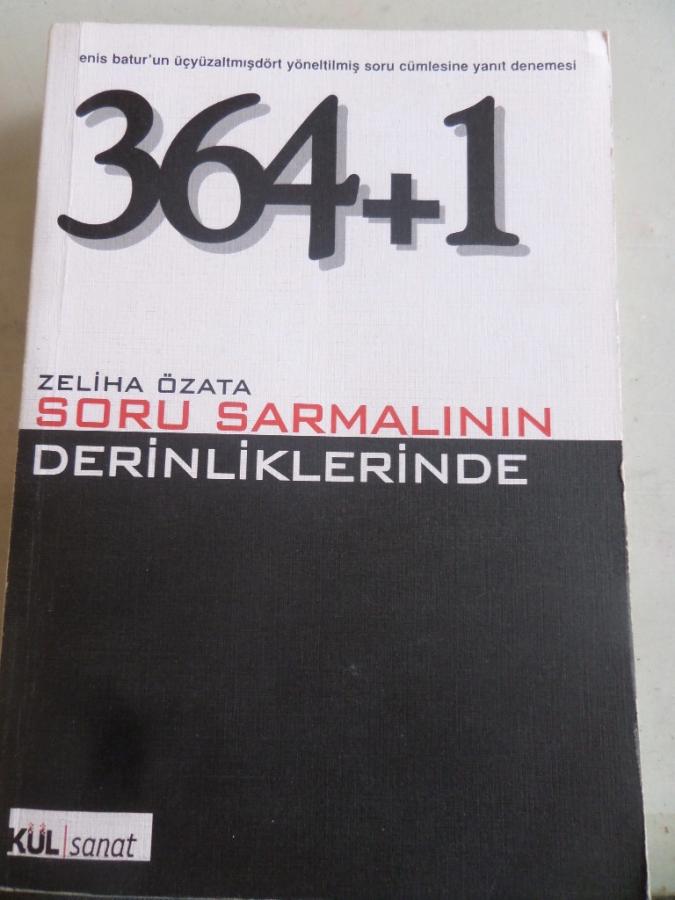 enis batur'un üçyüzaltmışdört yöneltilmiş soru cümlesine yanıt denemesi
364+1
ZELİHA ÖZATA
SORU SARMALININ
DERİNLİKLERİNDE
KÜL|sanat